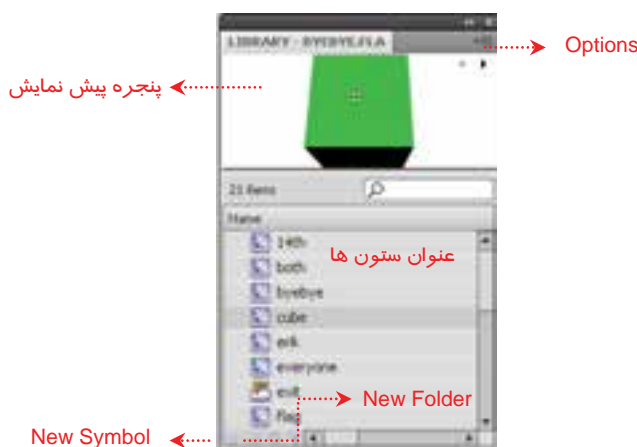 LIBRARY - BYEBYE.FLA
Options
پنجره پیش نمایش
21 items
Name
14th
عنوان ستون ها
both
byebye
cube
erik
everyone
exit
New Folder
flag
New Symbol